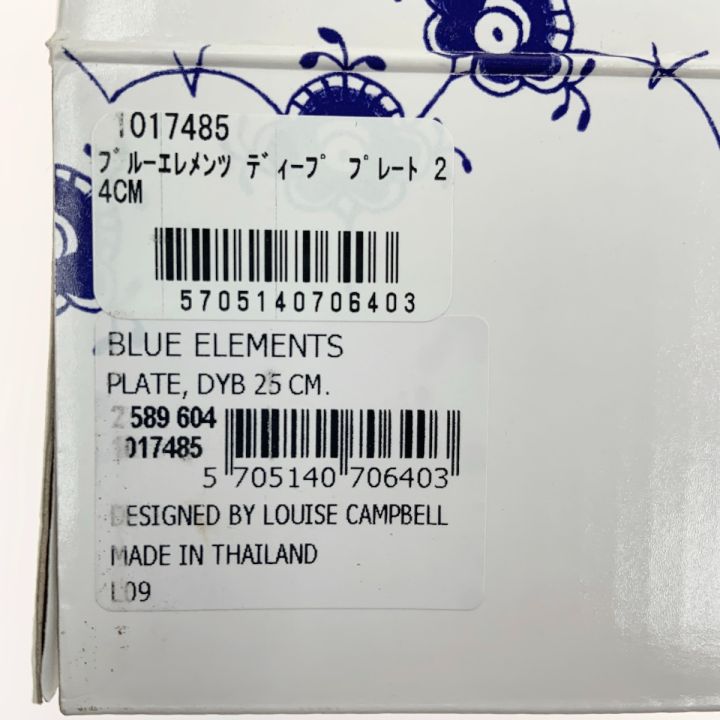 1017485
ﾌﾞﾙｰｴﾚﾒﾝﾂ ﾃﾞｨｰﾌﾟ ﾌﾟﾚｰﾄ 2
4CM
5705140706403
BLUE ELEMENTS
PLATE, DYB 25 CM.
2 589 604
1017485
5 705140 706403
DESIGNED BY LOUISE CAMPBELL
MADE IN THAILAND
L09